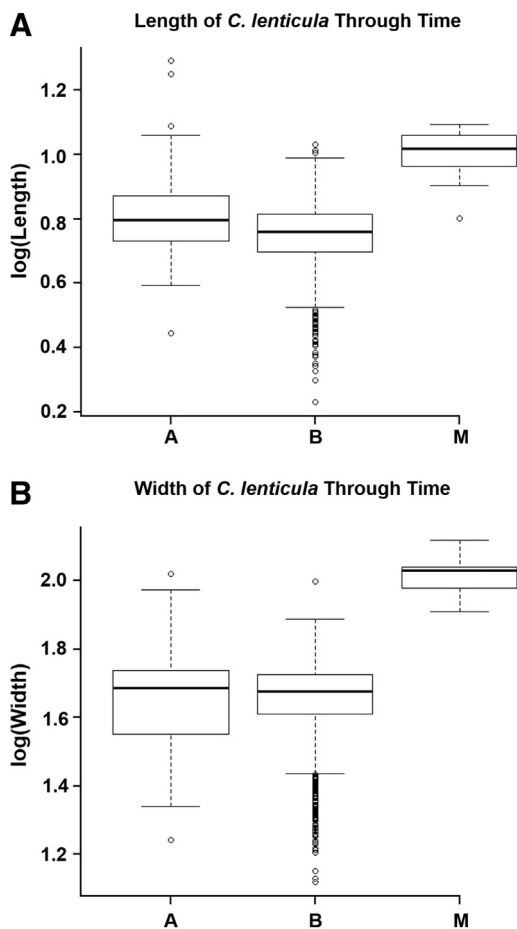 A
Length of C. lenticula Through Time
log(Length)
1.2
1.0
0.8
0.6
0.4
0.2
A B M
B
Width of C. lenticula Through Time
log(Width)
2.0
1.8
1.6
1.4
1.2
A B M